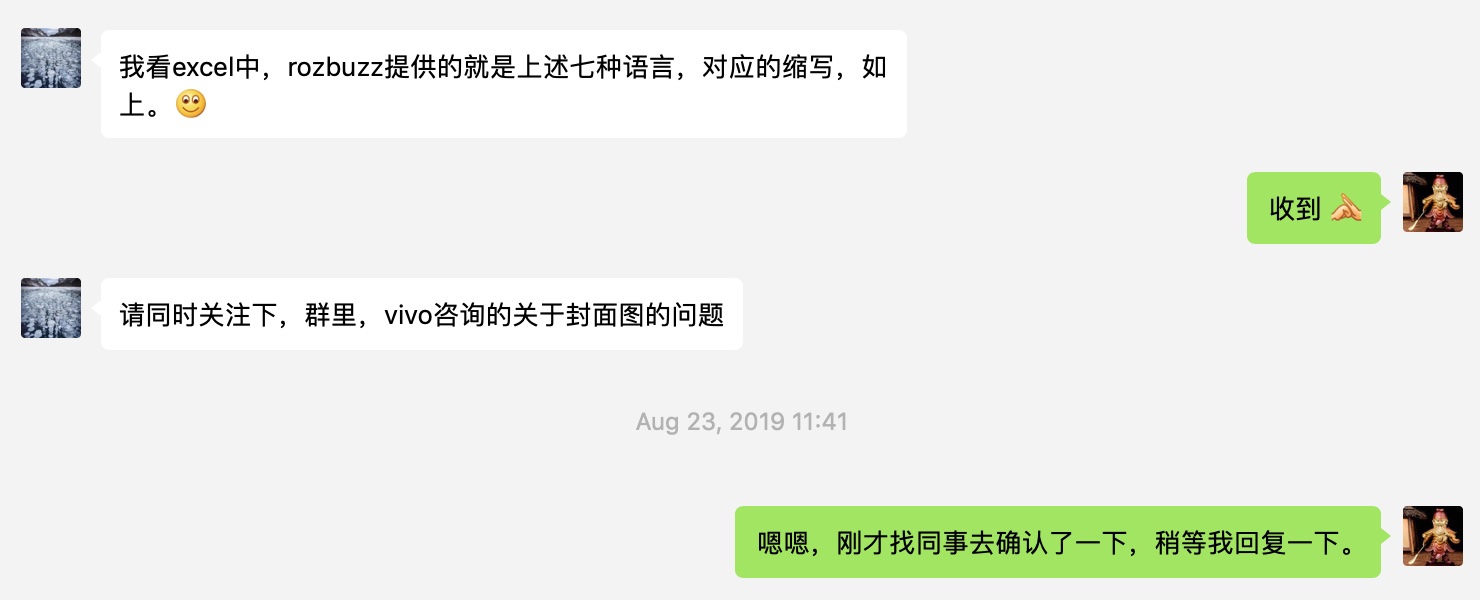 我看excel中，rozbuzz提供的就是上述七种语言，对应的缩写，如
上。
收到
请同时关注下，群里，vivo咨询的关于封面图的问题
Aug 23, 2019 11:41
嗯嗯，刚才找同事去确认了一下，稍等我回复一下。